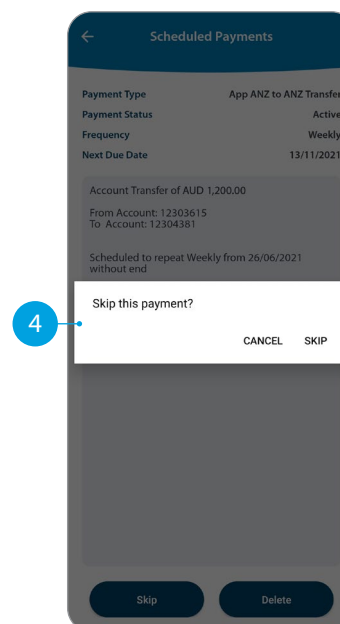 Scheduled Payments
Payment Type App ANZ to ANZ Transfer
Payment Status Active
Frequency Weekly
Next Due Date 13/11/2021
Account Transfer of AUD 1,200.00
From Account: 12303615
To Account: 12304381
Scheduled to repeat Weekly from 26/06/2021
without end
Skip this payment?
4
CANCEL SKIP
Skip Delete